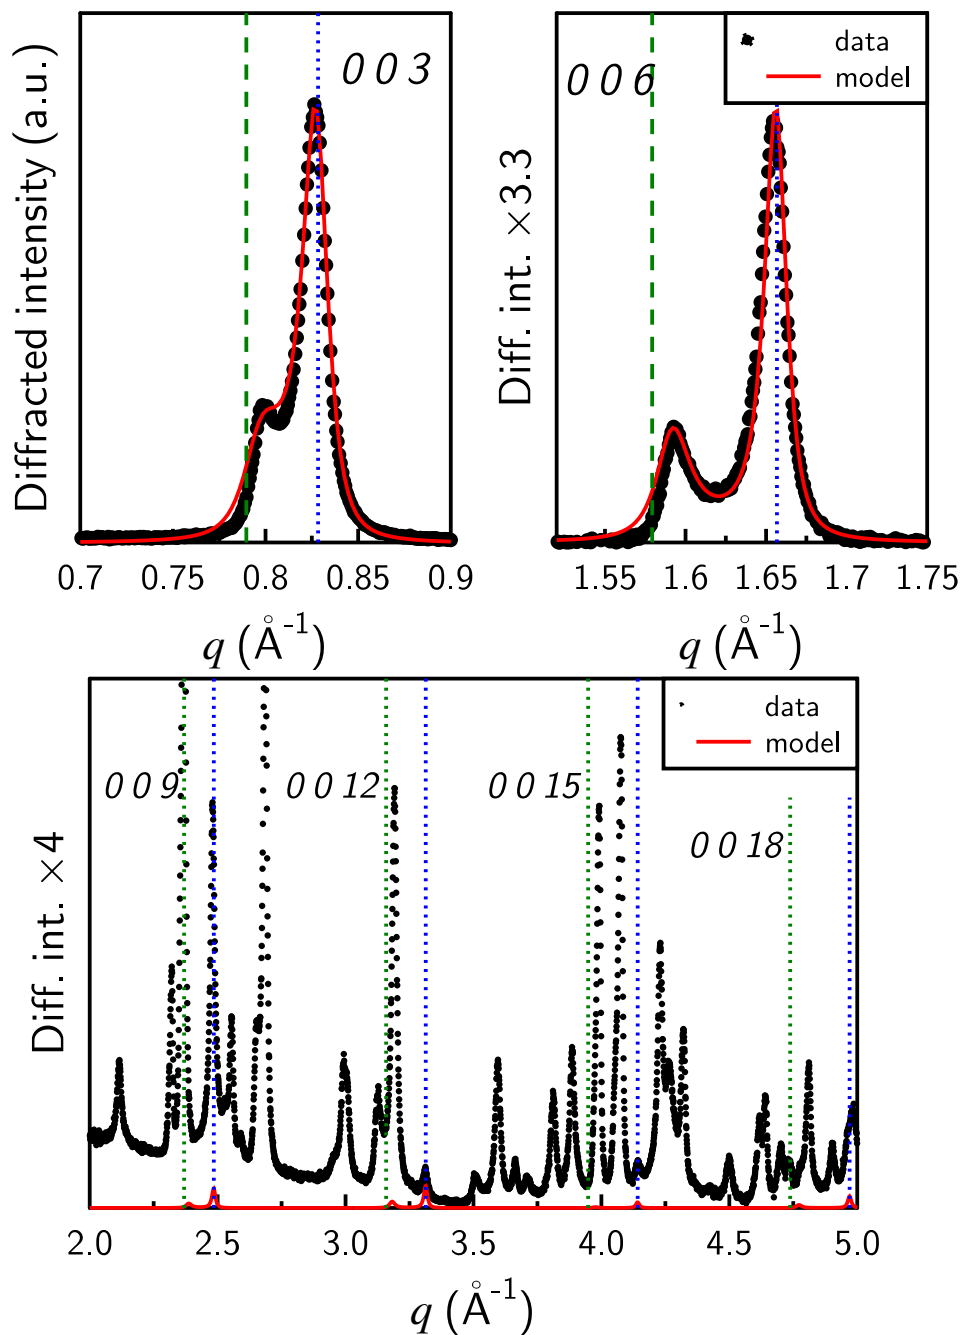 Diffracted intensity (a.u.)
0 0 3
0.7
0.75
0.8
0.85
0.9
q (Å-1)
Diff. int. ×3.3
0 0 6
data
model
1.55
1.6
1.65
1.7
1.75
q (Å-1)
Diff. int. ×4
0 0 9
0 0 12
0 0 15
0 0 18
data
model
2.0
2.5
3.0
3.5
4.0
4.5
5.0
q (Å-1)